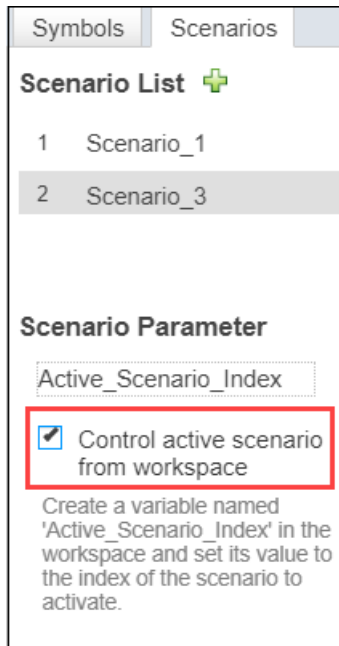 Symbols Scenarios
Scenario List
1 Scenario_1
2 Scenario_3
Scenario Parameter
Active_Scenario_Index
Control active scenario
from workspace
Create a variable named
'Active_Scenario_Index' in the
workspace and set its value to
the index of the scenario to
activate.